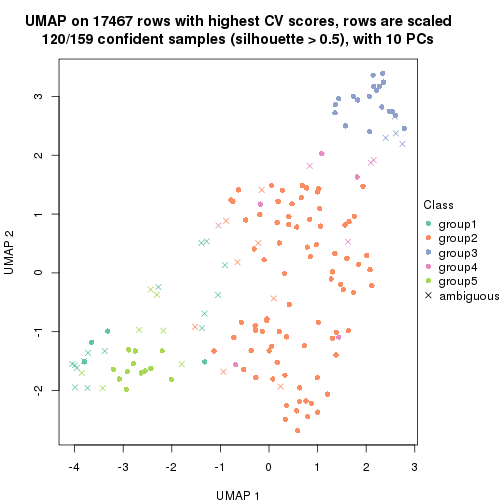 UMAP on 17467 rows with highest CV scores, rows are scaled
120/159 confident samples (silhouette > 0.5), with 10 PCs
3
2
1
0
-1
-2
UMAP 2
-4 -3 -2 -1 0 1 2 3
UMAP 1
Class
group1
group2
group3
group4
group5
ambiguous